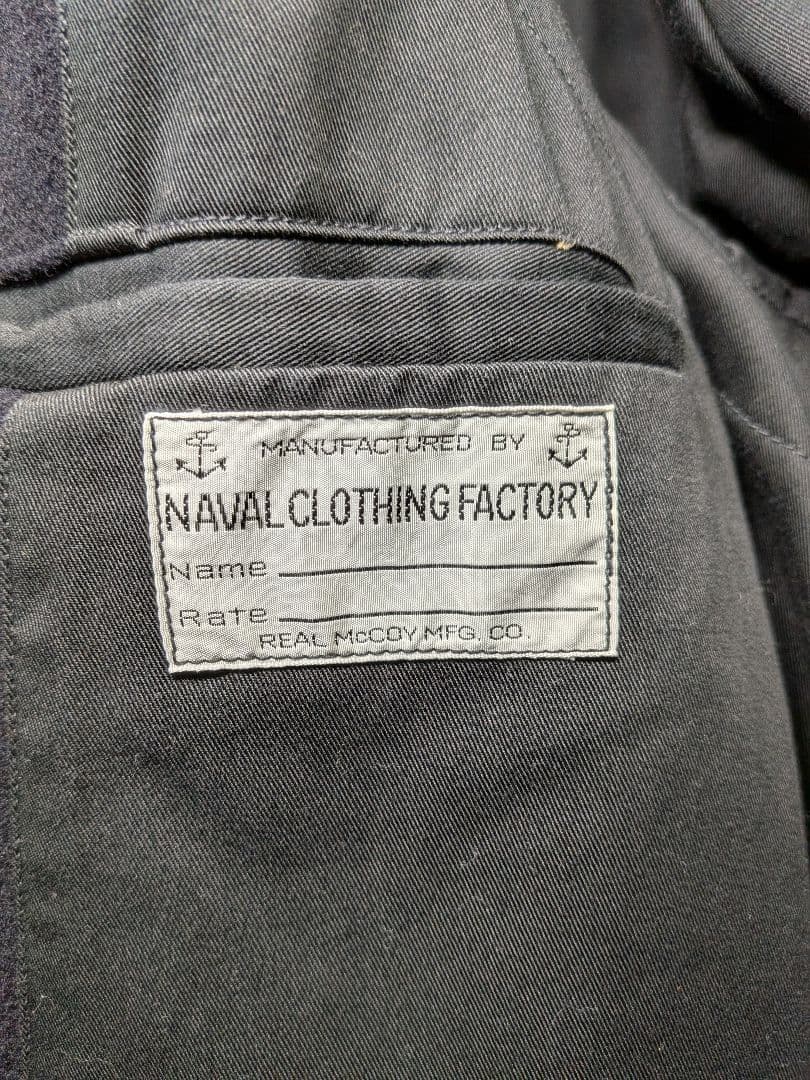 MANUFACTURED BY
NAVAL CLOTHING FACTORY
Name
Rate
REAL McCOY MFG. CO.